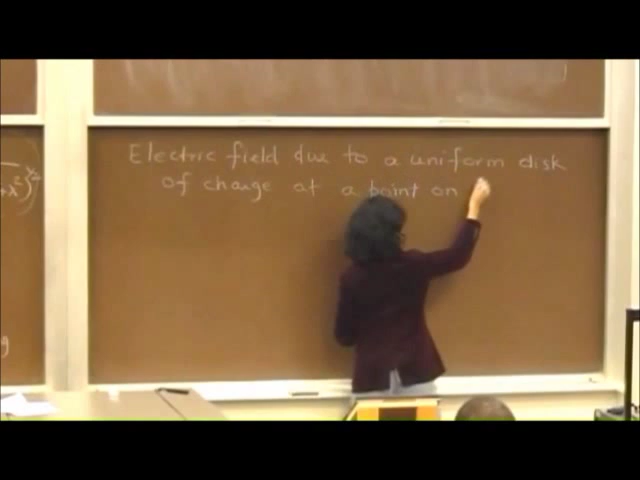 Electric field due to a uniform disk
of charge at a point on